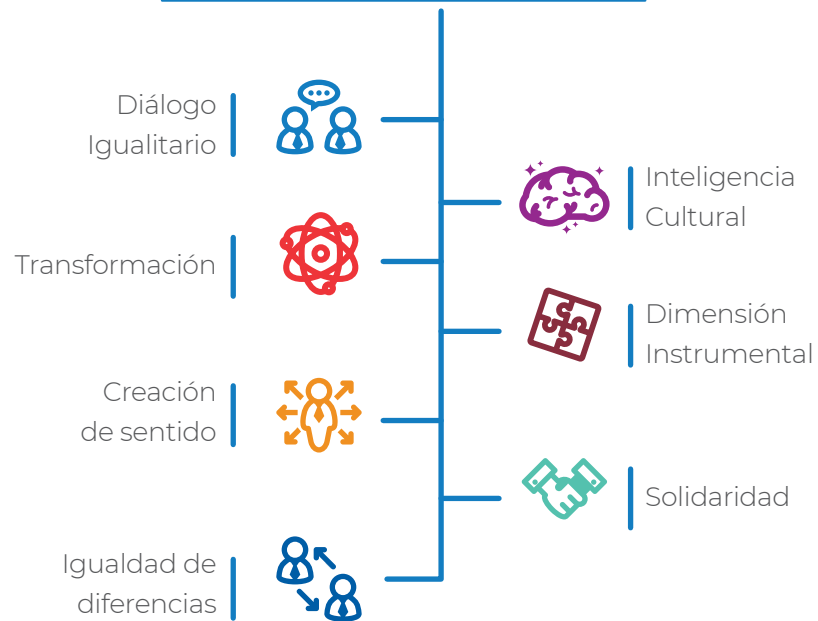 Diálogo
Igualitario
Inteligencia
Cultural
Transformación
Dimensión
Instrumental
Creación
de sentido
Solidaridad
Igualdad de
diferencias